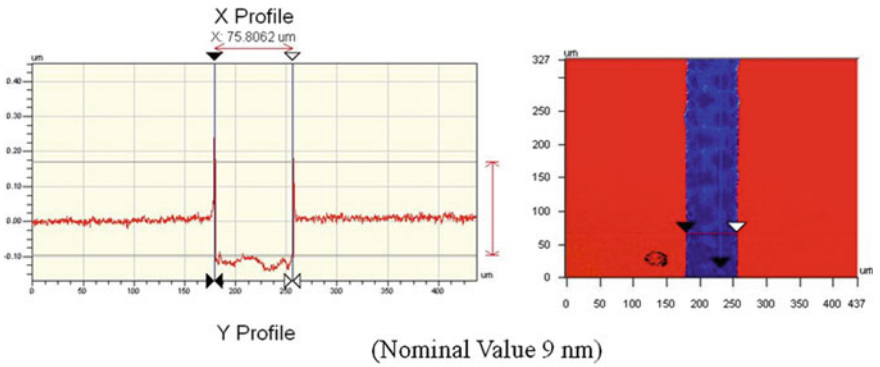 X Profile
X: 75.8062 um
um
0.40
0.30
0.20
0.10
0.00
-0.10
um
0 50 100 150 200 250 300 350 400
Y Profile
um
327
250
200
150
100
50
0
um
0 50 100 150 200 250 300 350 400 437
(Nominal Value 9 nm)